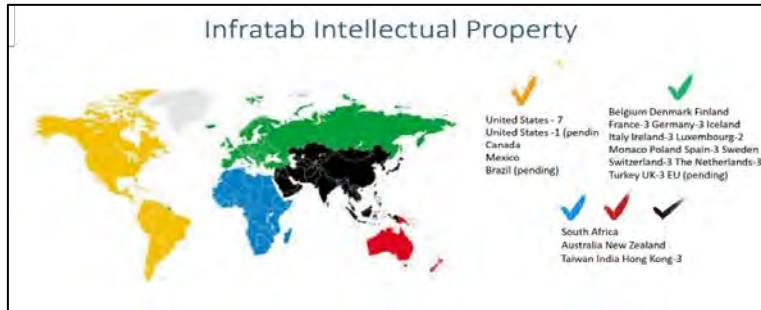 Infratab Intellectual Property
United States - 7
United States -1 (pendin
Canada
Mexico
Brazil (pending)
Belgium Denmark Finland
France-3 Germany-3 Iceland
Italy Ireland-3 Luxembourg-2
Monaco Poland Spain-3 Sweden
Switzerland-3 The Netherlands-3
Turkey UK-3 EU (pending)
South Africa
Australia New Zealand
Taiwan India Hong Kong-3